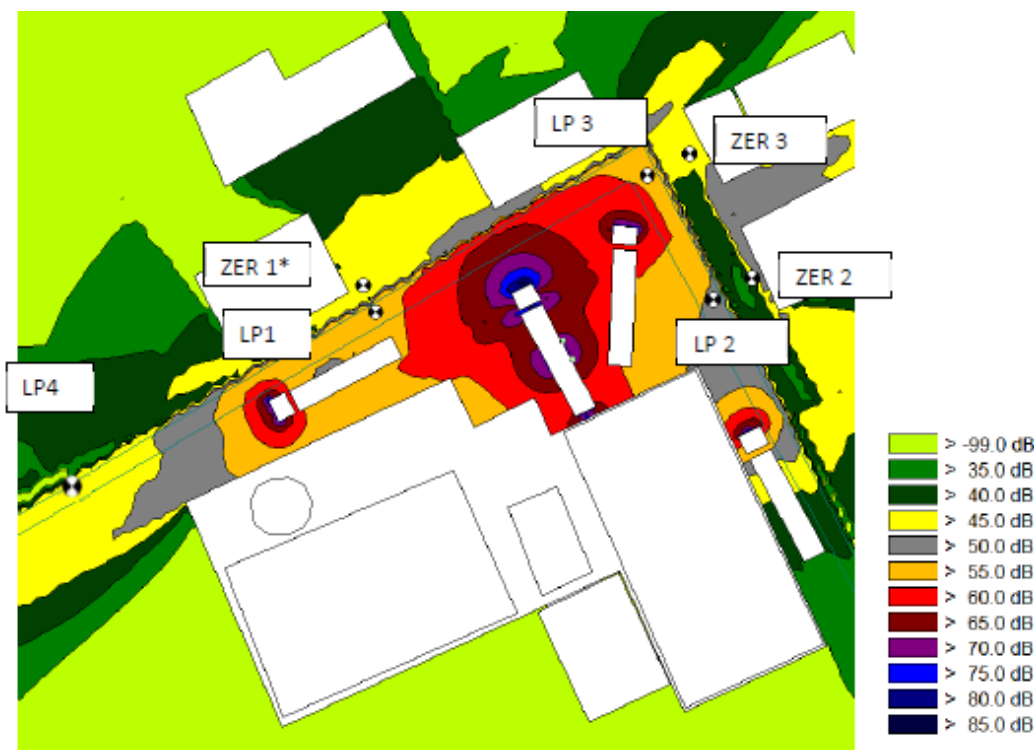 LP 3
ZER 3
ZER 1*
ZER 2
LP1
LP 2
LP4
> -99.0 dB
> 35.0 dB
> 40.0 dB
> 45.0 dB
> 50.0 dB
> 55.0 dB
> 60.0 dB
> 65.0 dB
> 70.0 dB
> 75.0 dB
> 80.0 dB
> 85.0 dB